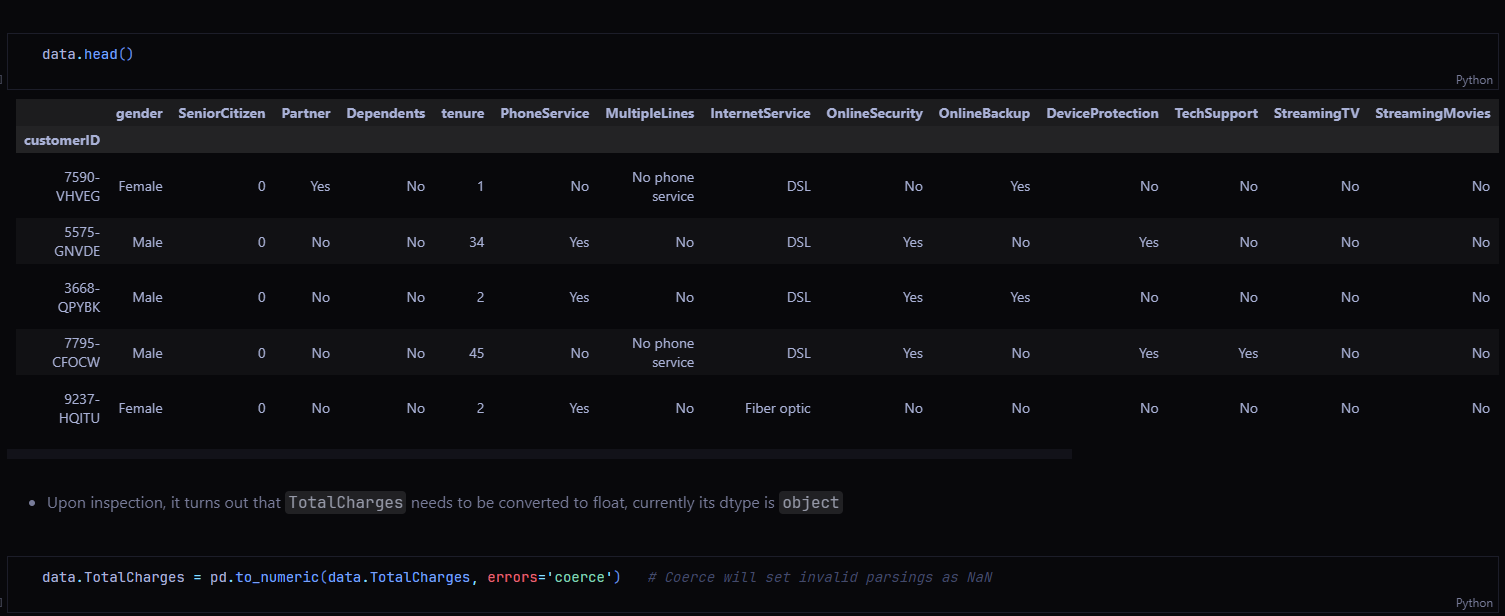 data.head()
Python
gender SeniorCitizen Partner Dependents tenure PhoneService MultipleLines InternetService OnlineSecurity OnlineBackup DeviceProtection TechSupport StreamingTV StreamingMovies
customerID
7590-
VHVEG Female 0 Yes No 1 No No phone service DSL No Yes No No No No
5575-
GNVDE Male 0 No No 34 Yes No DSL Yes No Yes No No No
3668-
QPYBK Male 0 No No 2 Yes No DSL Yes Yes No No No No
7795-
CFOCW Male 0 No No 45 No No phone service DSL Yes No Yes Yes No No
9237-
HQITU Female 0 No No 2 Yes No Fiber optic No No No No No No
• Upon inspection, it turns out that TotalCharges needs to be converted to float, currently its dtype is object
data.TotalCharges = pd.to_numeric(data.TotalCharges, errors='coerce') # Coerce will set invalid parsings as NaN
Python